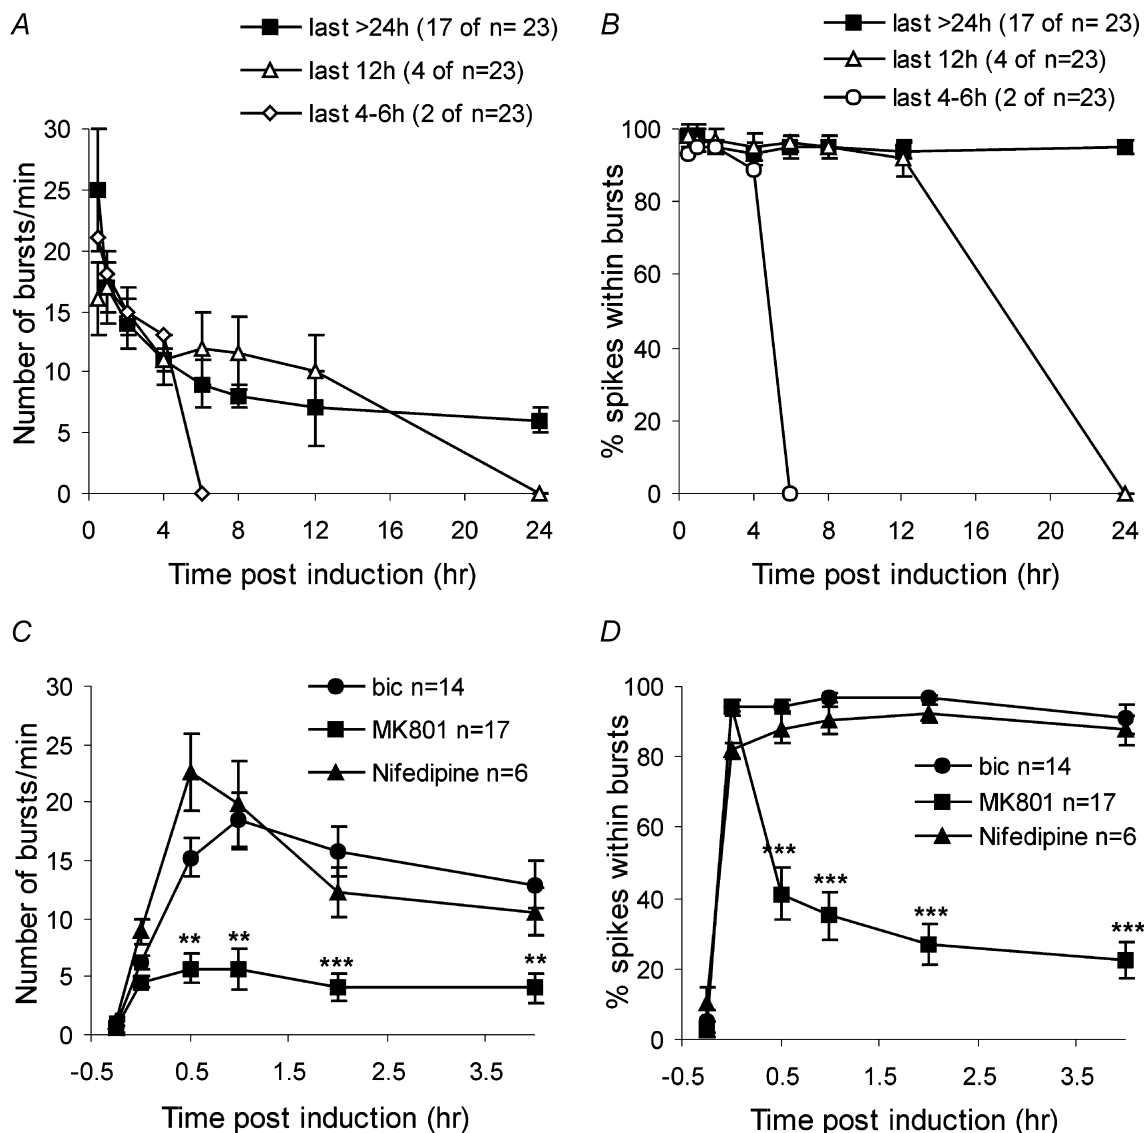 A
last >24h (17 of n= 23)
last 12h (4 of n=23)
last 4-6h (2 of n=23)
30
25
20
15
10
5
0
Number of bursts/min
0 4 8 12 16 20 24
Time post induction (hr)
B
last >24h (17 of n= 23)
last 12h (4 of n=23)
last 4-6h (2 of n=23)
100
80
60
40
20
0
% spikes within bursts
0 4 8 12 16 20 24
Time post induction (hr)
C
bic n=14
MK801 n=17
Nifedipine n=6
30
25
20
15
10
5
0
Number of bursts/min
** ** *** **
-0.5 0.5 1.5 2.5 3.5
Time post induction (hr)
D
100
80
60
40
20
0
% spikes within bursts
bic n=14
MK801 n=17
Nifedipine n=6
*** *** *** ***
-0.5 0.5 1.5 2.5 3.5
Time post induction (hr)